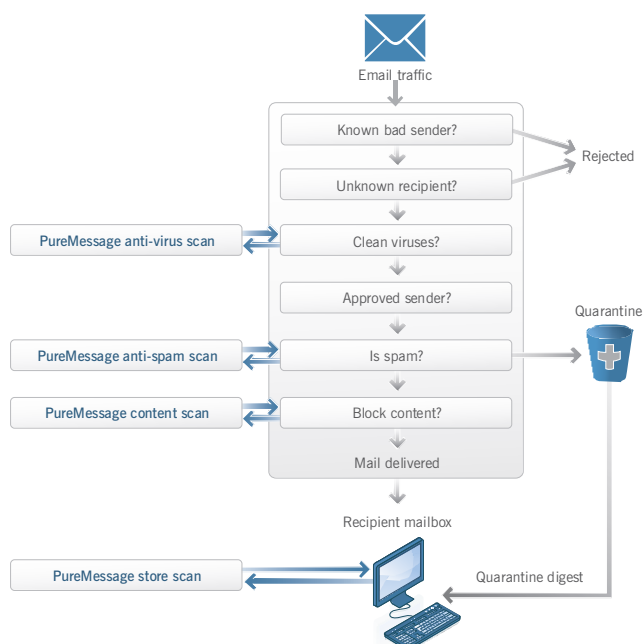 Email traffic
Known bad sender?
Rejected
Unknown recipient?
PureMessage anti-virus scan
Clean viruses?
Approved sender?
Quarantine
PureMessage anti-spam scan
Is spam?
PureMessage content scan
Block content?
Mail delivered
Recipient mailbox
PureMessage store scan
Quarantine digest